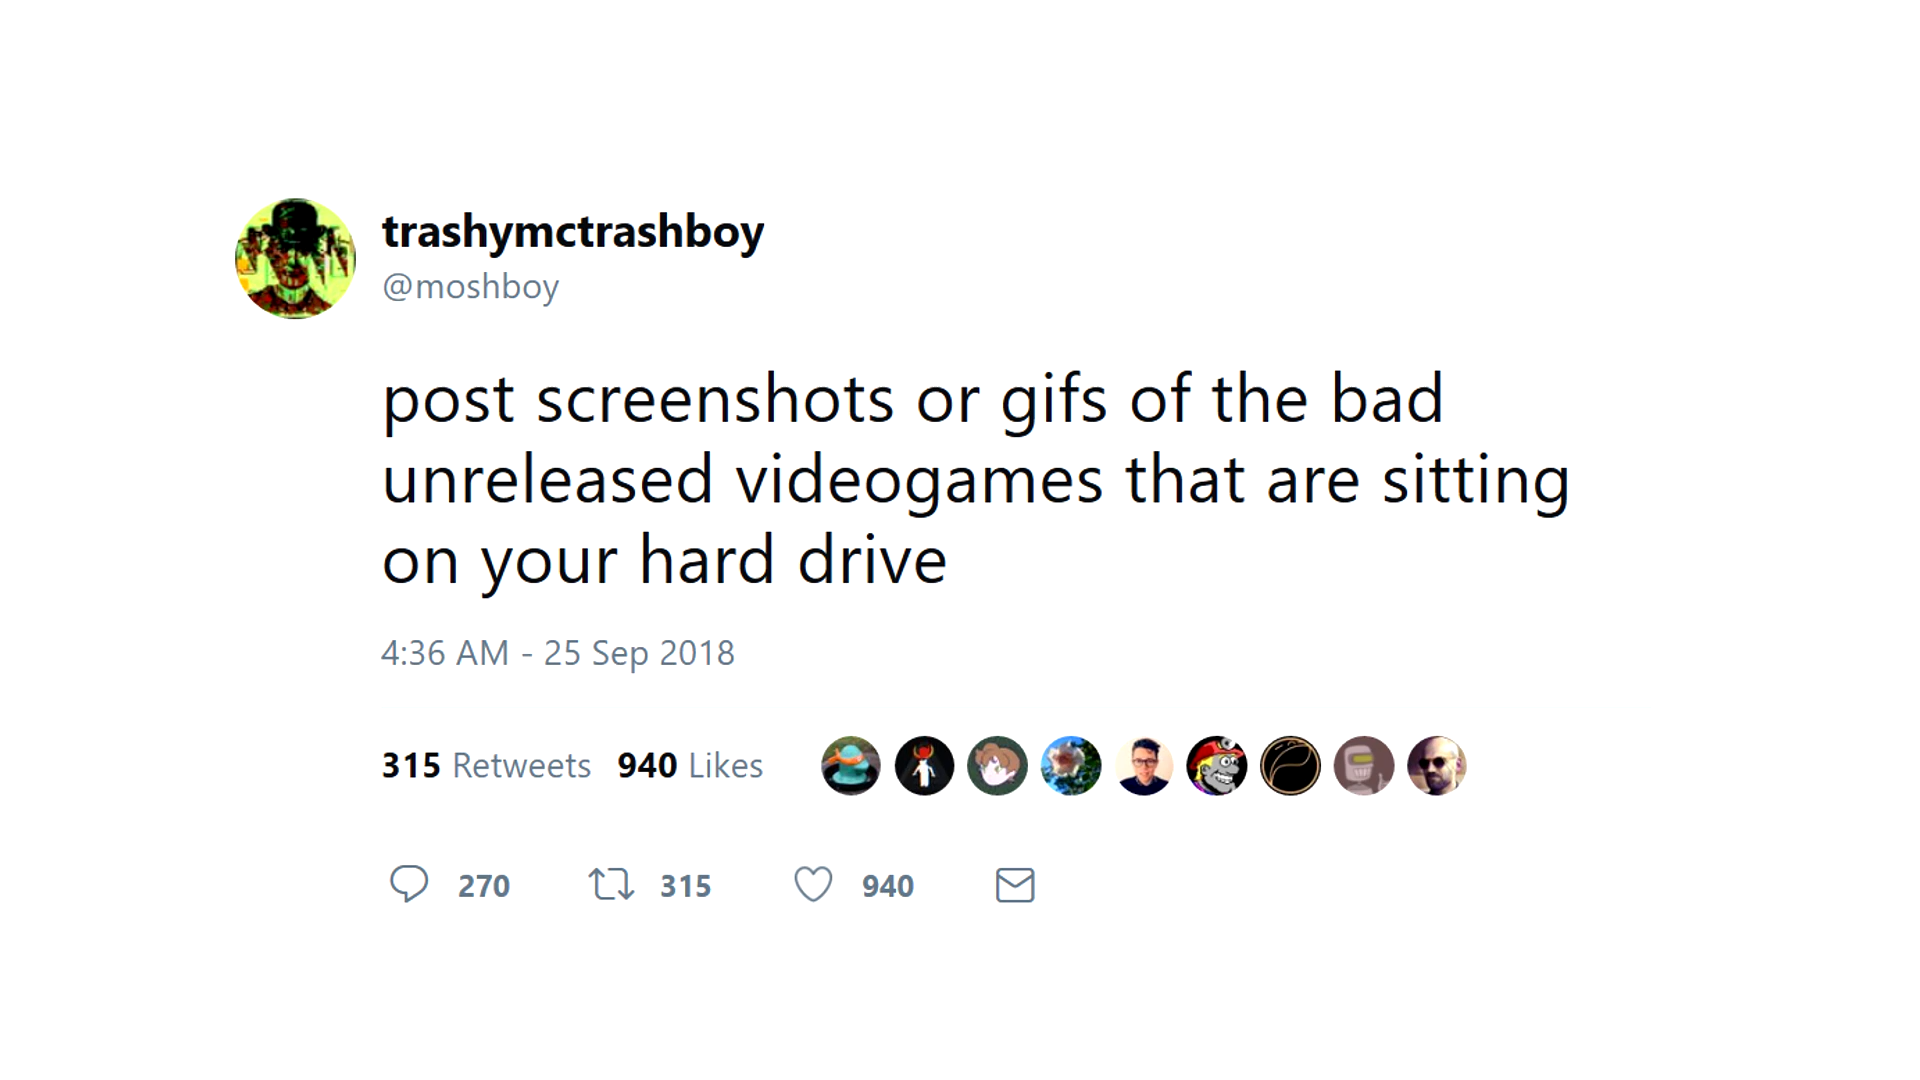 trashymctrashboy
@moshboy
post screenshots or gifs of the bad
unreleased videogames that are sitting
on your hard drive
4:36 AM - 25 Sep 2018
315 Retweets 940 Likes
270 315 940